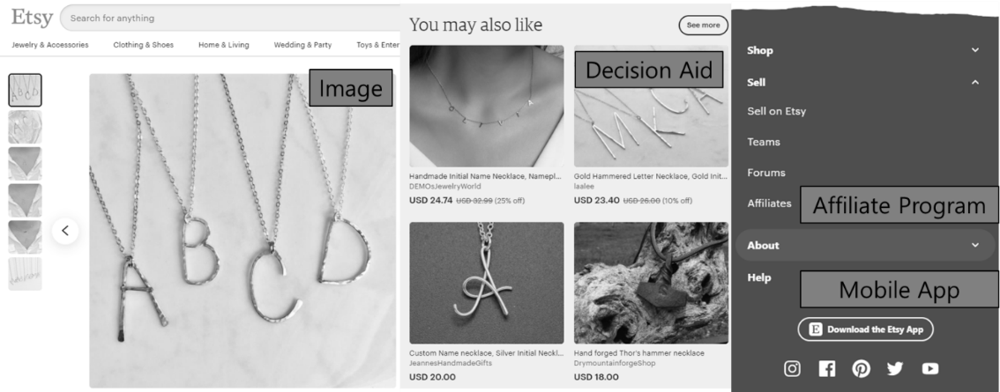 Etsy
Search for anything
Jewelry & Accessories Clothing & Shoes Home & Living Wedding & Party Toys & Enter
Image
A B C D
You may also like
See more
Decision Aid
Handmade Initial Name Necklace, Namepl...
DEMOsJewelryWorld
USD 24.74 USD 32.99 (25% off)
Gold Hammered Letter Necklace, Gold Init...
laalee
USD 23.40 USD 26.00 (10% off)
Custom Name necklace, Silver Initial Neckl...
JeannesHandmadeGifts
USD 20.00
Hand forged Thor's hammer necklace
DrymountainforgeShop
USD 18.00
Shop
Sell
Sell on Etsy
Teams
Forums
Affiliates
Affiliate Program
About
Help
Mobile App
E Download the Etsy App